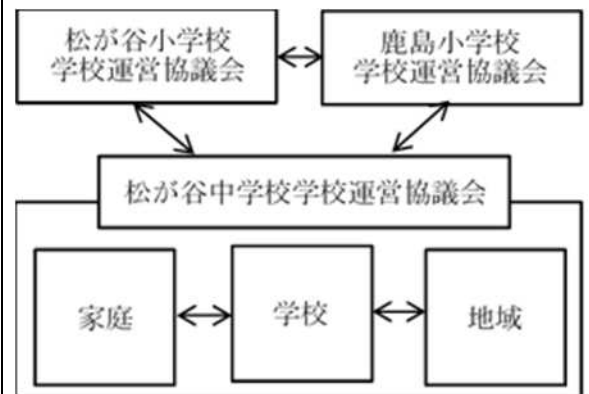 松が谷小学校
学校運営協議会
鹿島小学校
学校運営協議会
松が谷中学校学校運営協議会
家庭
学校
地域